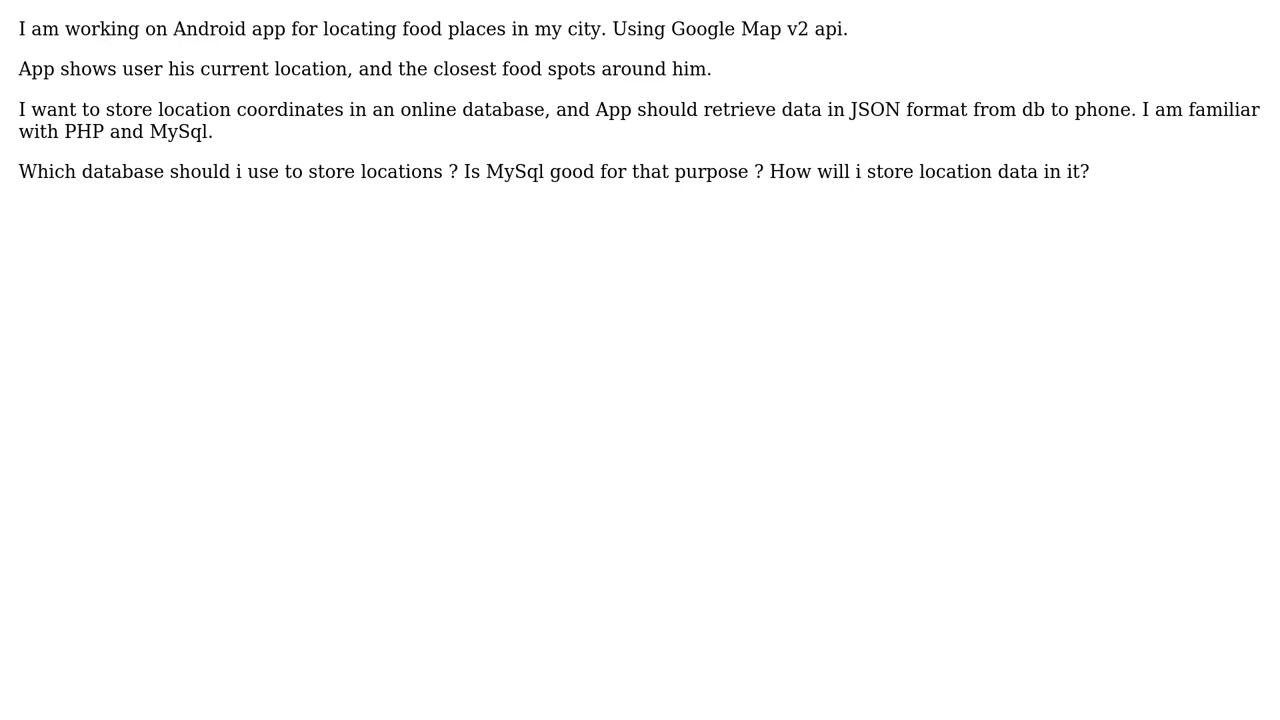 I am working on Android app for locating food places in my city. Using Google Map v2 api.
App shows user his current location, and the closest food spots around him.
I want to store location coordinates in an online database, and App should retrieve data in JSON format from db to phone. I am familiar
with PHP and MySql.
Which database should i use to store locations ? Is MySql good for that purpose ? How will i store location data in it?